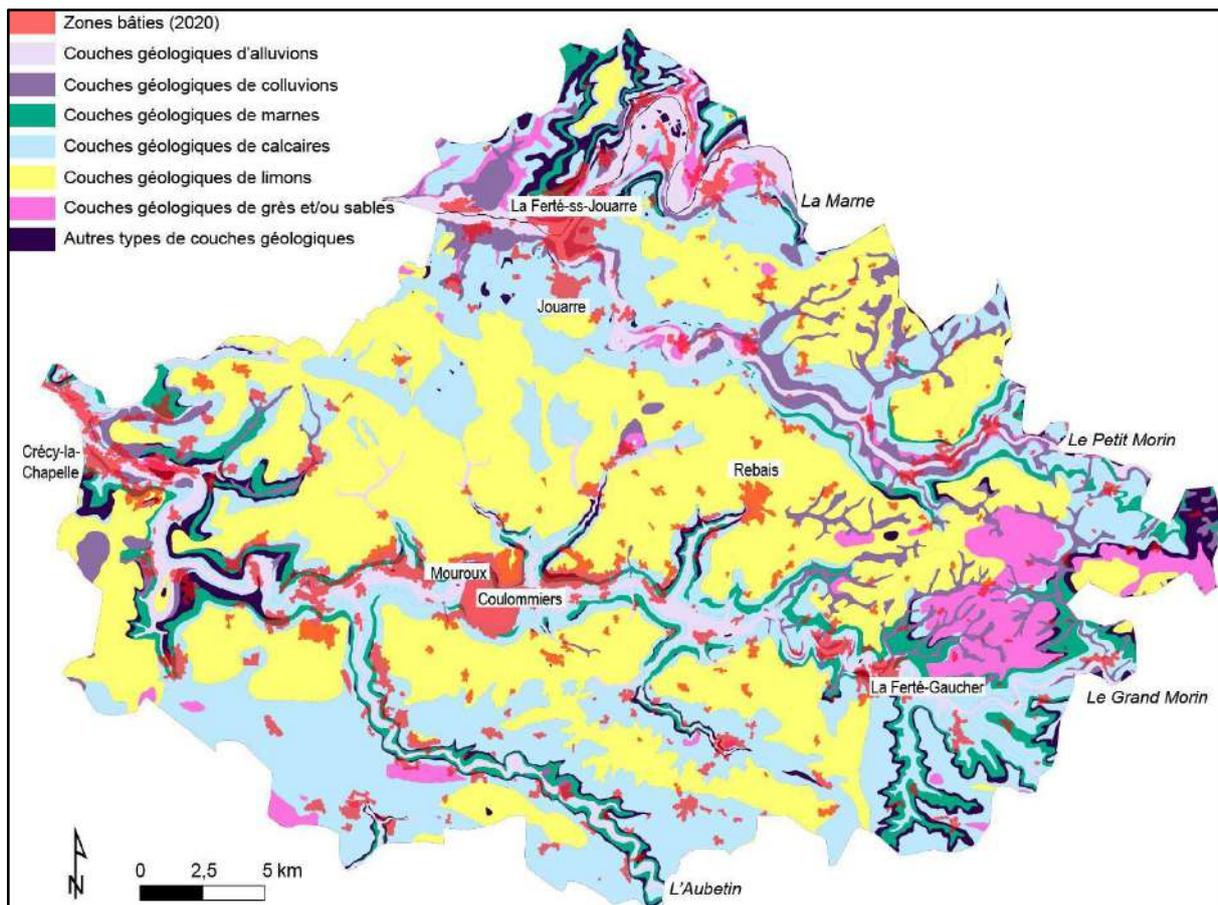 Zones bâties (2020)
Couches géologiques d'alluvions
Couches géologiques de colluvions
Couches géologiques de marnes
Couches géologiques de calcaires
Couches géologiques de limons
Couches géologiques de grès et/ou sables
Autres types de couches géologiques
La Ferté-ss-Jouarre
La Marne
Jouarre
Crécy-la-
Chapelle
Le Petit Morin
Rebais
Mouroux
Coulommiers
La Ferté-Gaucher
Le Grand Morin
L'Aubetin
N
0 2,5 5 km